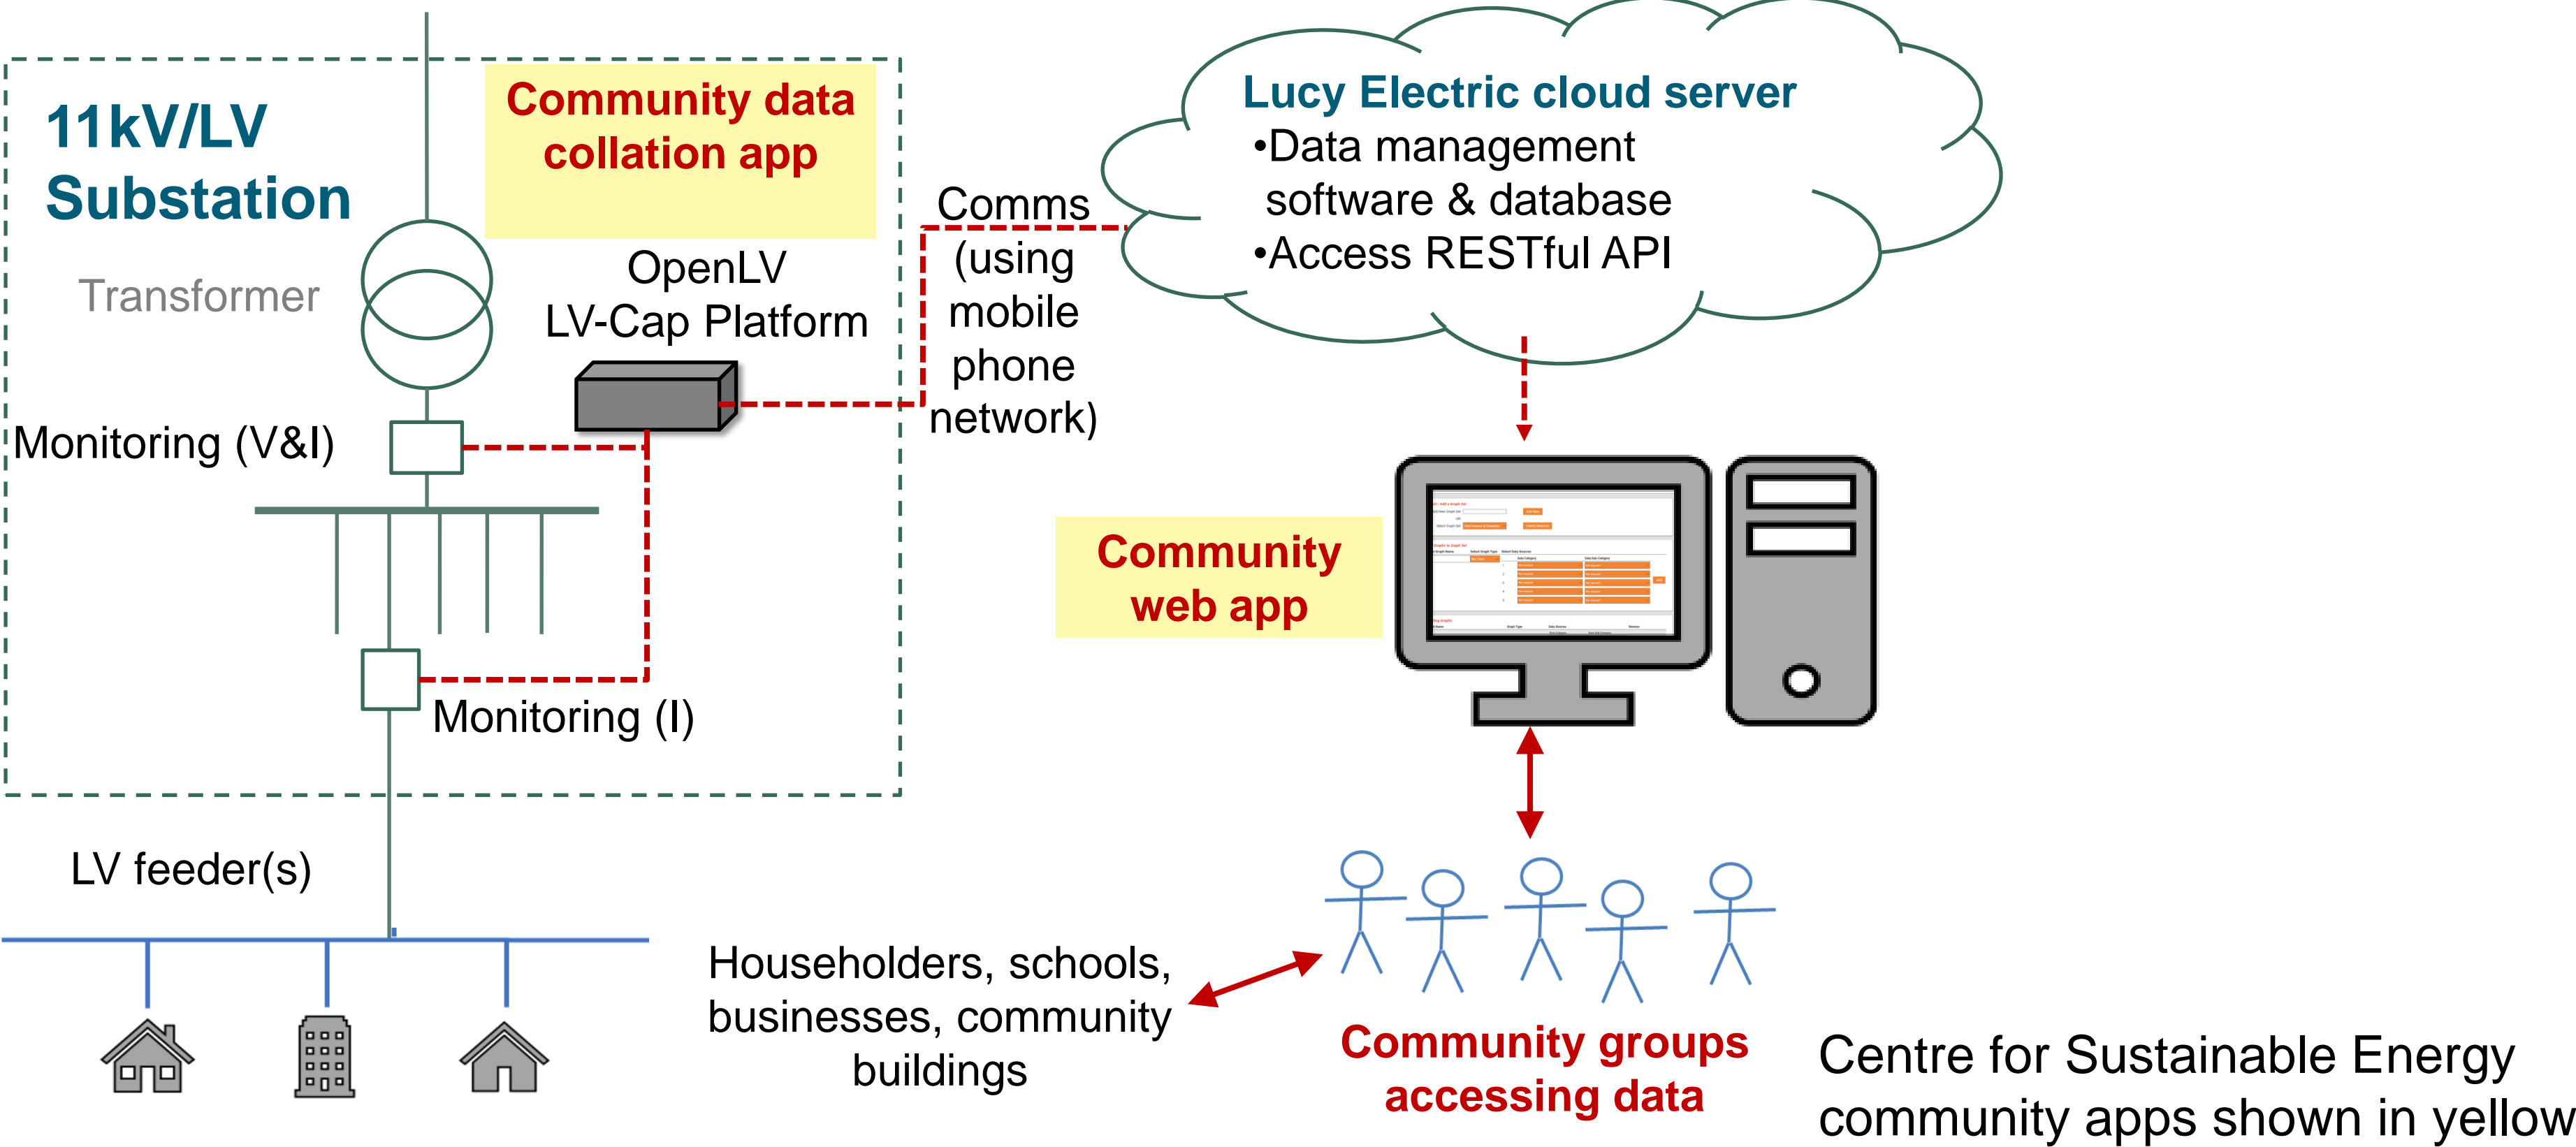 11kV/LV
Substation
Community data
collation app
Transformer
OpenLV
LV-Cap Platform
Monitoring (V&I)
Monitoring (I)
LV feeder(s)
Comms
(using
mobile
phone
network)
Lucy Electric cloud server
•Data management
software & database
•Access RESTful API
Community
web app
Householders, schools,
businesses, community
buildings
Community groups
accessing data
Centre for Sustainable Energy
community apps shown in yellow